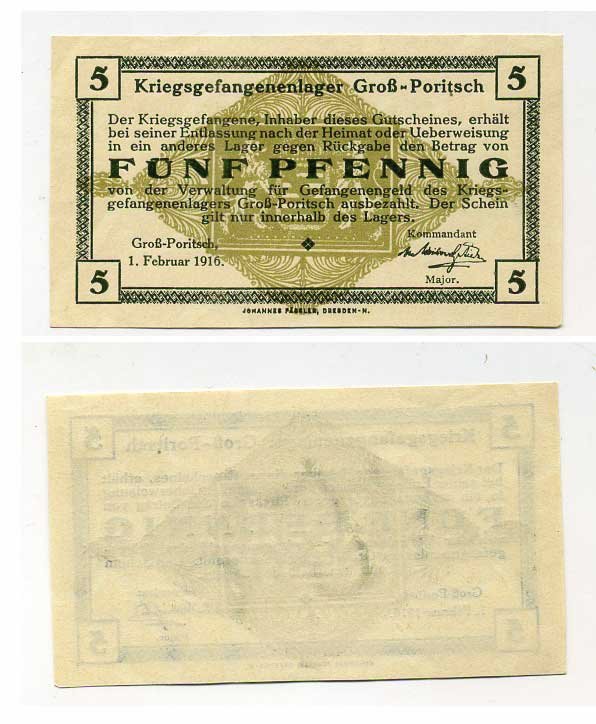 5 Kriegsgefangenenlager Groß-Poritsch 5
Der Kriegsgefangene, Inhaber dieses Gutscheines, erhält
bei seiner Entlassung nach der Heimat oder Ueberweisung
in ein anderes Lager gegen Rückgabe den Betrag von
FÜNF PFENNIG
von der Verwaltung für Gefangenengeld des Kriegs-
gefangenenlagers Groß-Poritsch ausbezahlt. Der Schein
gilt nur innerhalb des Lagers.
Groß-Poritsch,
1. Februar 1916.
Kommandant
Major.
5 5
JOHANNES PÄSSLER, DRESDEN-N.